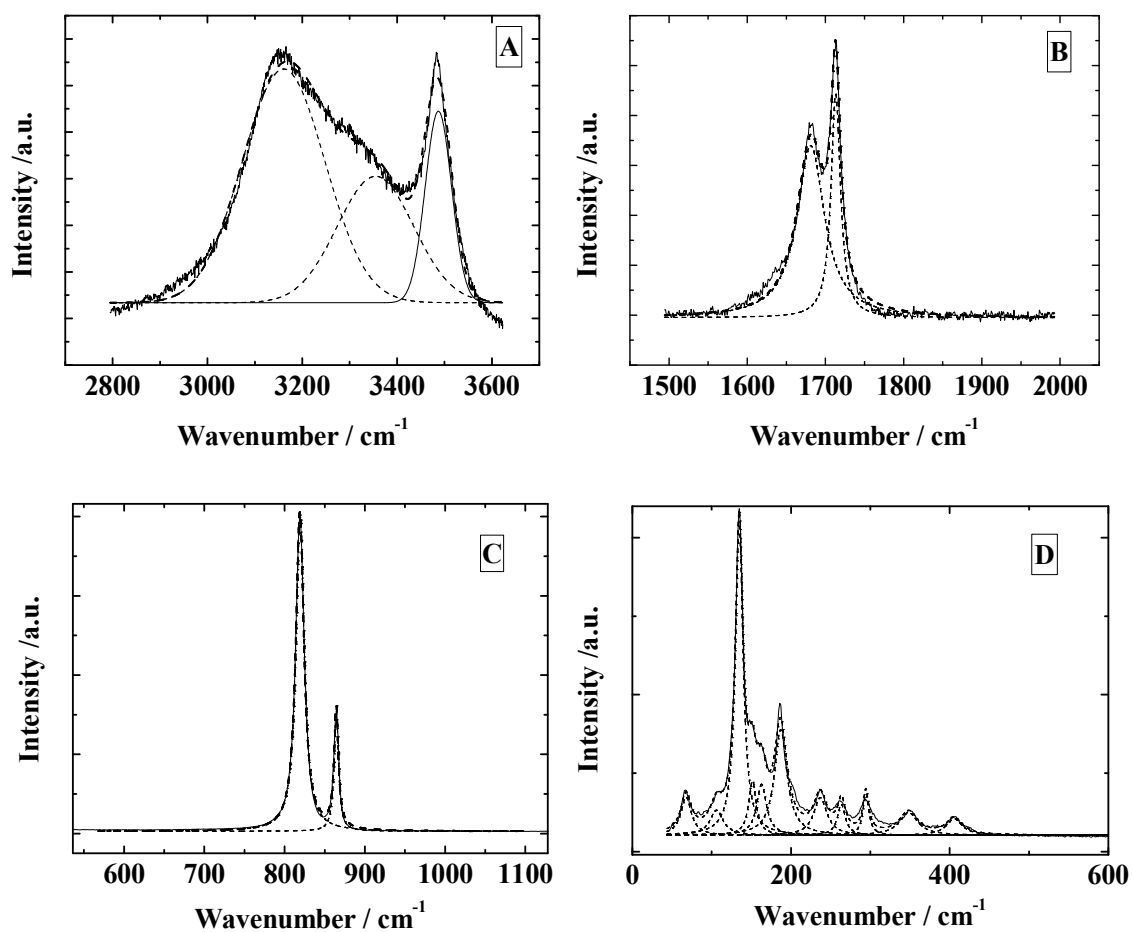 A
Intensity /a.u.
2800 3000 3200 3400 3600
Wavenumber / cm⁻¹
B
Intensity /a.u.
1500 1600 1700 1800 1900 2000
Wavenumber / cm⁻¹
C
Intensity /a.u.
600 700 800 900 1000 1100
Wavenumber / cm⁻¹
D
Intensity /a.u.
0 200 400 600
Wavenumber / cm⁻¹